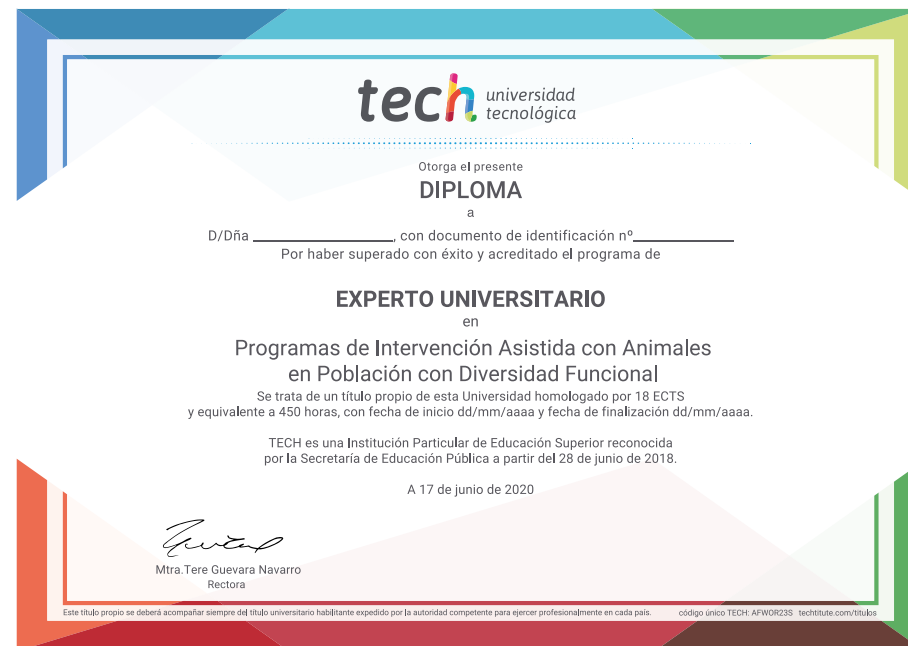 tech universidad
tecnológica
Otorga el presente
DIPLOMA
a
D/Dña ________________, con documento de identificación nº____________
Por haber superado con éxito y acreditado el programa de
EXPERTO UNIVERSITARIO
en
Programas de Intervención Asistida con Animales
en Población con Diversidad Funcional
Se trata de un título propio de esta Universidad homologado por 18 ECTS
y equivalente a 450 horas, con fecha de inicio dd/mm/aaaa y fecha de finalización dd/mm/aaaa.
TECH es una Institución Particular de Educación Superior reconocida
por la Secretaría de Educación Pública a partir del 28 de junio de 2018.
A 17 de junio de 2020
Mtra.Tere Guevara Navarro
Rectora
Este título propio se deberá acompañar siempre del título universitario habilitante expedido por la autoridad competente para ejercer profesionalmente en cada país. código único TECH: AFWOR23S techtitute.com/titulos